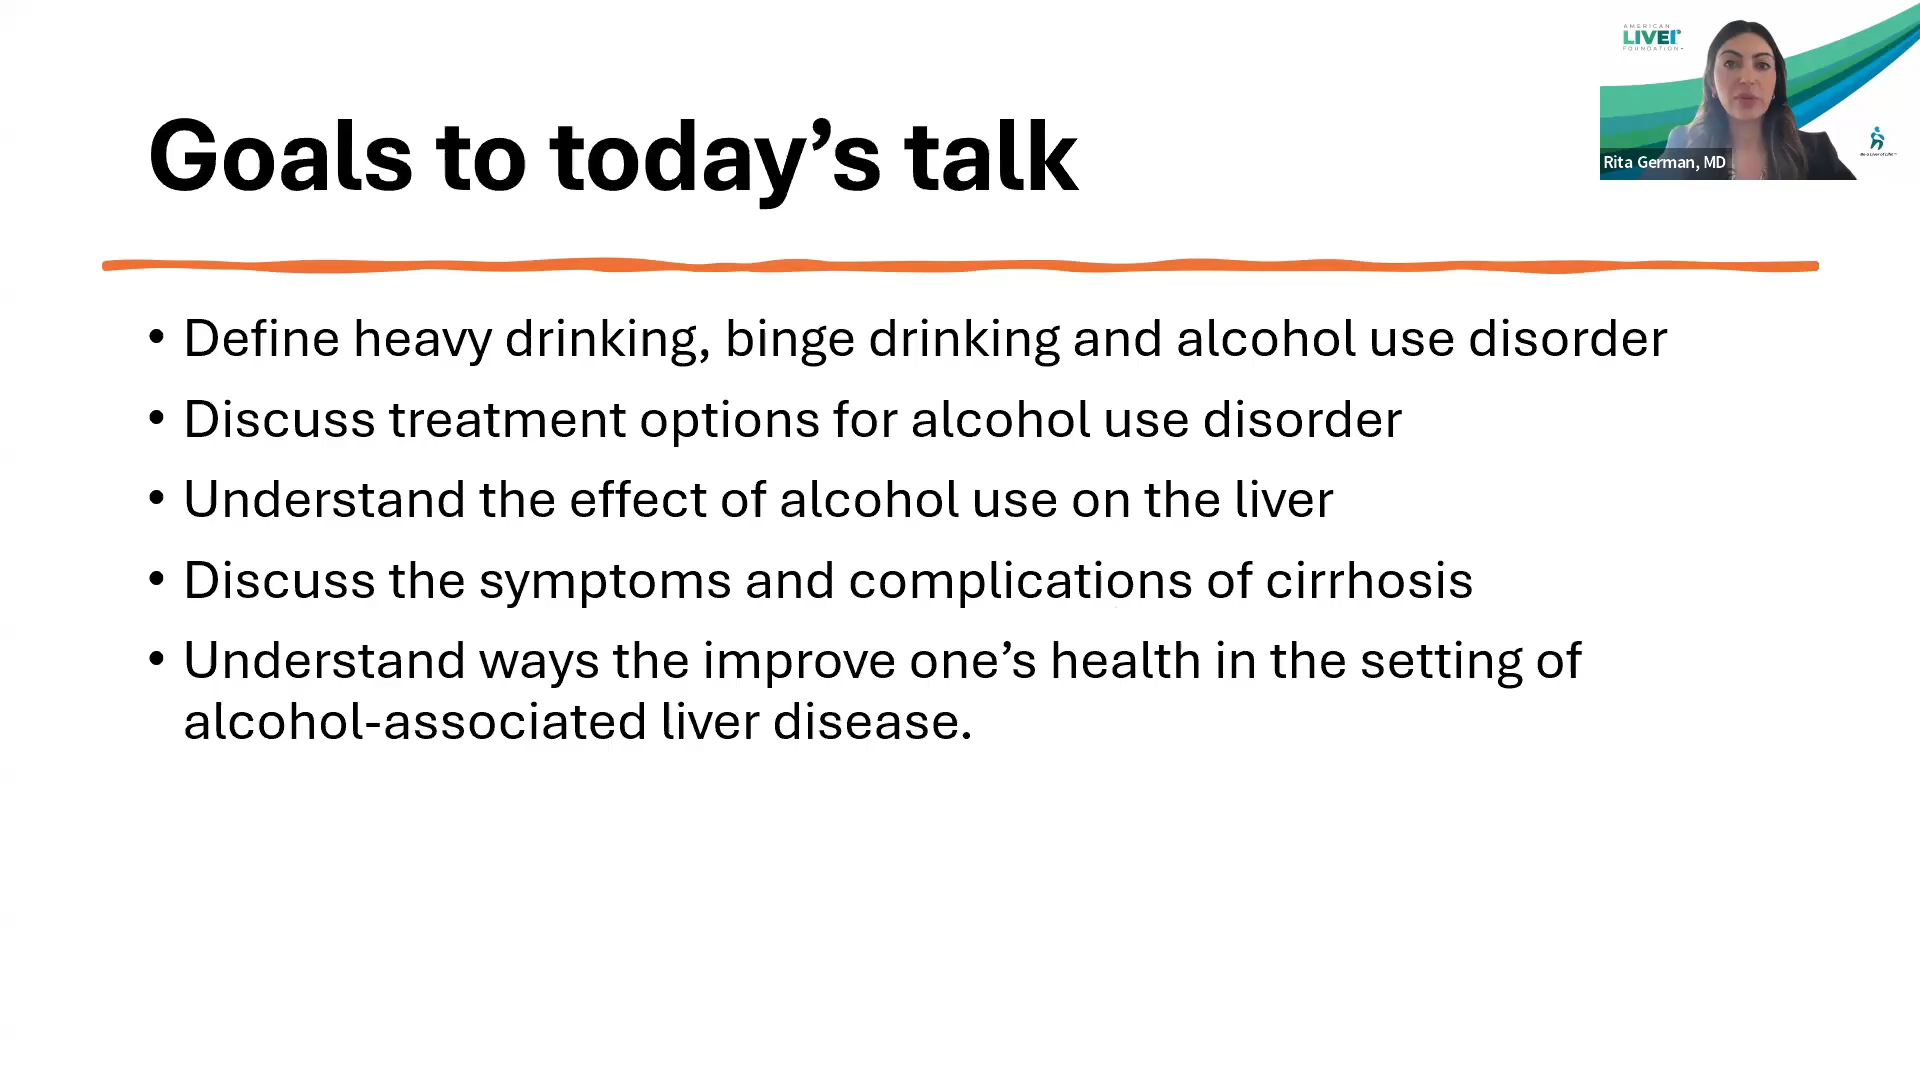 Goals to today’s talk
• Define heavy drinking, binge drinking and alcohol use disorder
• Discuss treatment options for alcohol use disorder
• Understand the effect of alcohol use on the liver
• Discuss the symptoms and complications of cirrhosis
• Understand ways the improve one’s health in the setting of
alcohol-associated liver disease.
AMERICAN
LIVER
FOUNDATION
Rita German, MD